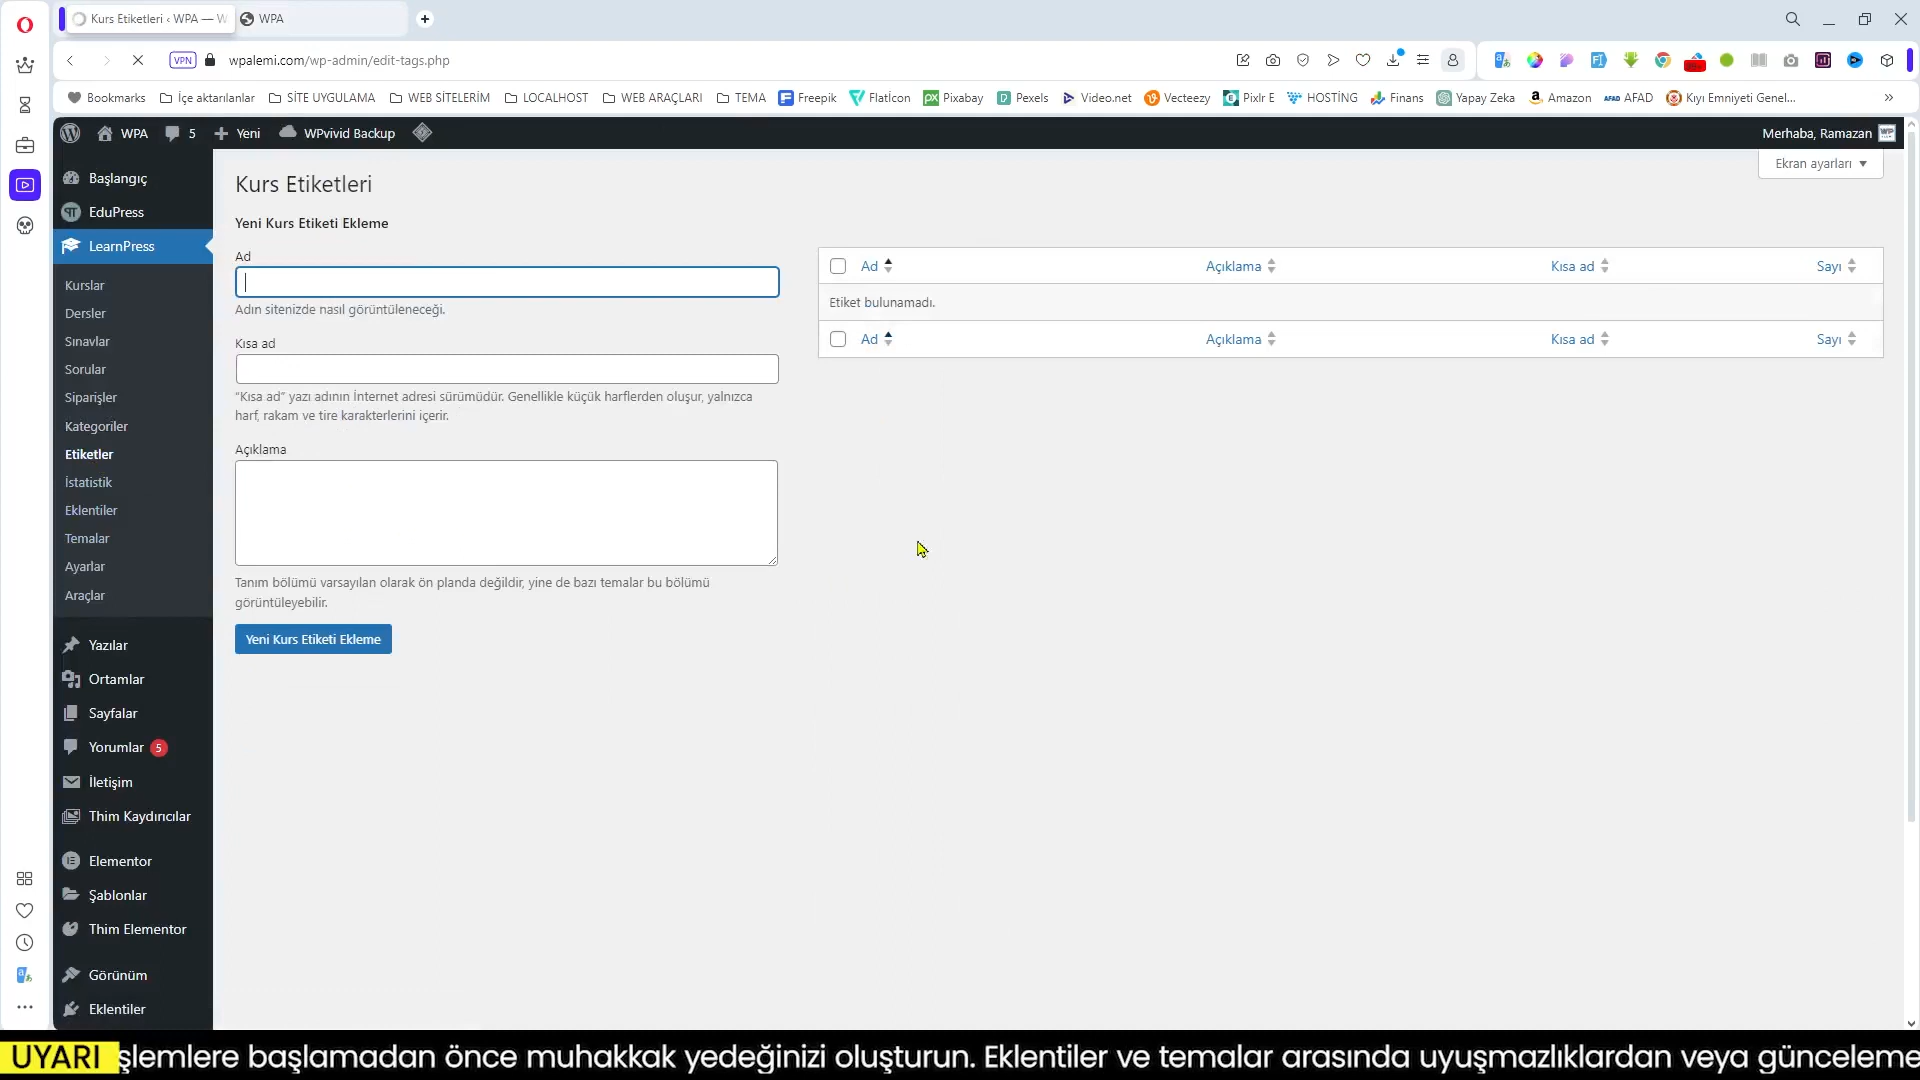 Kurs Etiketleri ‹ WPA — W
WPA
VPN
wpalemi.com/wp-admin/edit-tags.php
Bookmarks
İçe aktarılanlar
SİTE UYGULAMA
WEB SİTELERİM
LOCALHOST
WEB ARAÇLARI
TEMA
Freepik
Flatİcon
Pixabay
Pexels
Video.net
Vecteezy
Pixlr E
HOSTİNG
Finans
Yapay Zeka
Amazon
AFAD
Kıyı Emniyeti Genel...
WPA
5
Yeni
WPvivid Backup
Merhaba, Ramazan
Ekran ayarları
Başlangıç
EduPress
LearnPress
Kurslar
Dersler
Sınavlar
Sorular
Siparişler
Kategoriler
Etiketler
İstatistik
Eklentiler
Temalar
Ayarlar
Araçlar
Yazılar
Ortamlar
Sayfalar
Yorumlar 5
İletişim
Thim Kaydırıcılar
Elementor
Şablonlar
Thim Elementor
Görünüm
Eklentiler
Kurs Etiketleri
Yeni Kurs Etiketi Ekleme
Ad
Adın sitenizde nasıl görüntüleneceği.
Kısa ad
“Kısa ad” yazı adının İnternet adresi sürümüdür. Genellikle küçük harflerden oluşur, yalnızca
harf, rakam ve tire karakterlerini içerir.
Açıklama
Tanım bölümü varsayılan olarak ön planda değildir, yine de bazı temalar bu bölümü
görüntüleyebilir.
Yeni Kurs Etiketi Ekleme
Ad Açıklama Kısa ad Sayı
Etiket bulunamadı.
Ad Açıklama Kısa ad Sayı
UYARI şlemlere başlamadan önce muhakkak yedeğinizi oluşturun. Eklentiler ve temalar arasında uyuşmazlıklardan veya günceleme